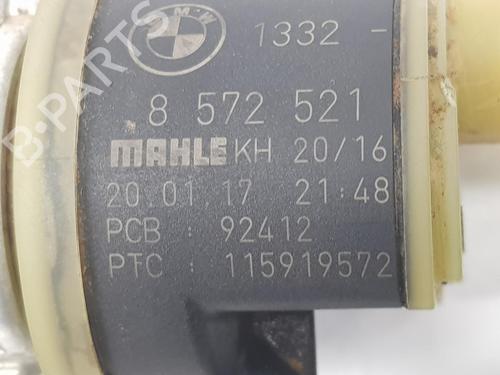 BMW 1332 -
8 572 521
MAHLE KH 20/16
20.01.17 21:48
PCB : 92412
PTC : 115919572
B-PARTS